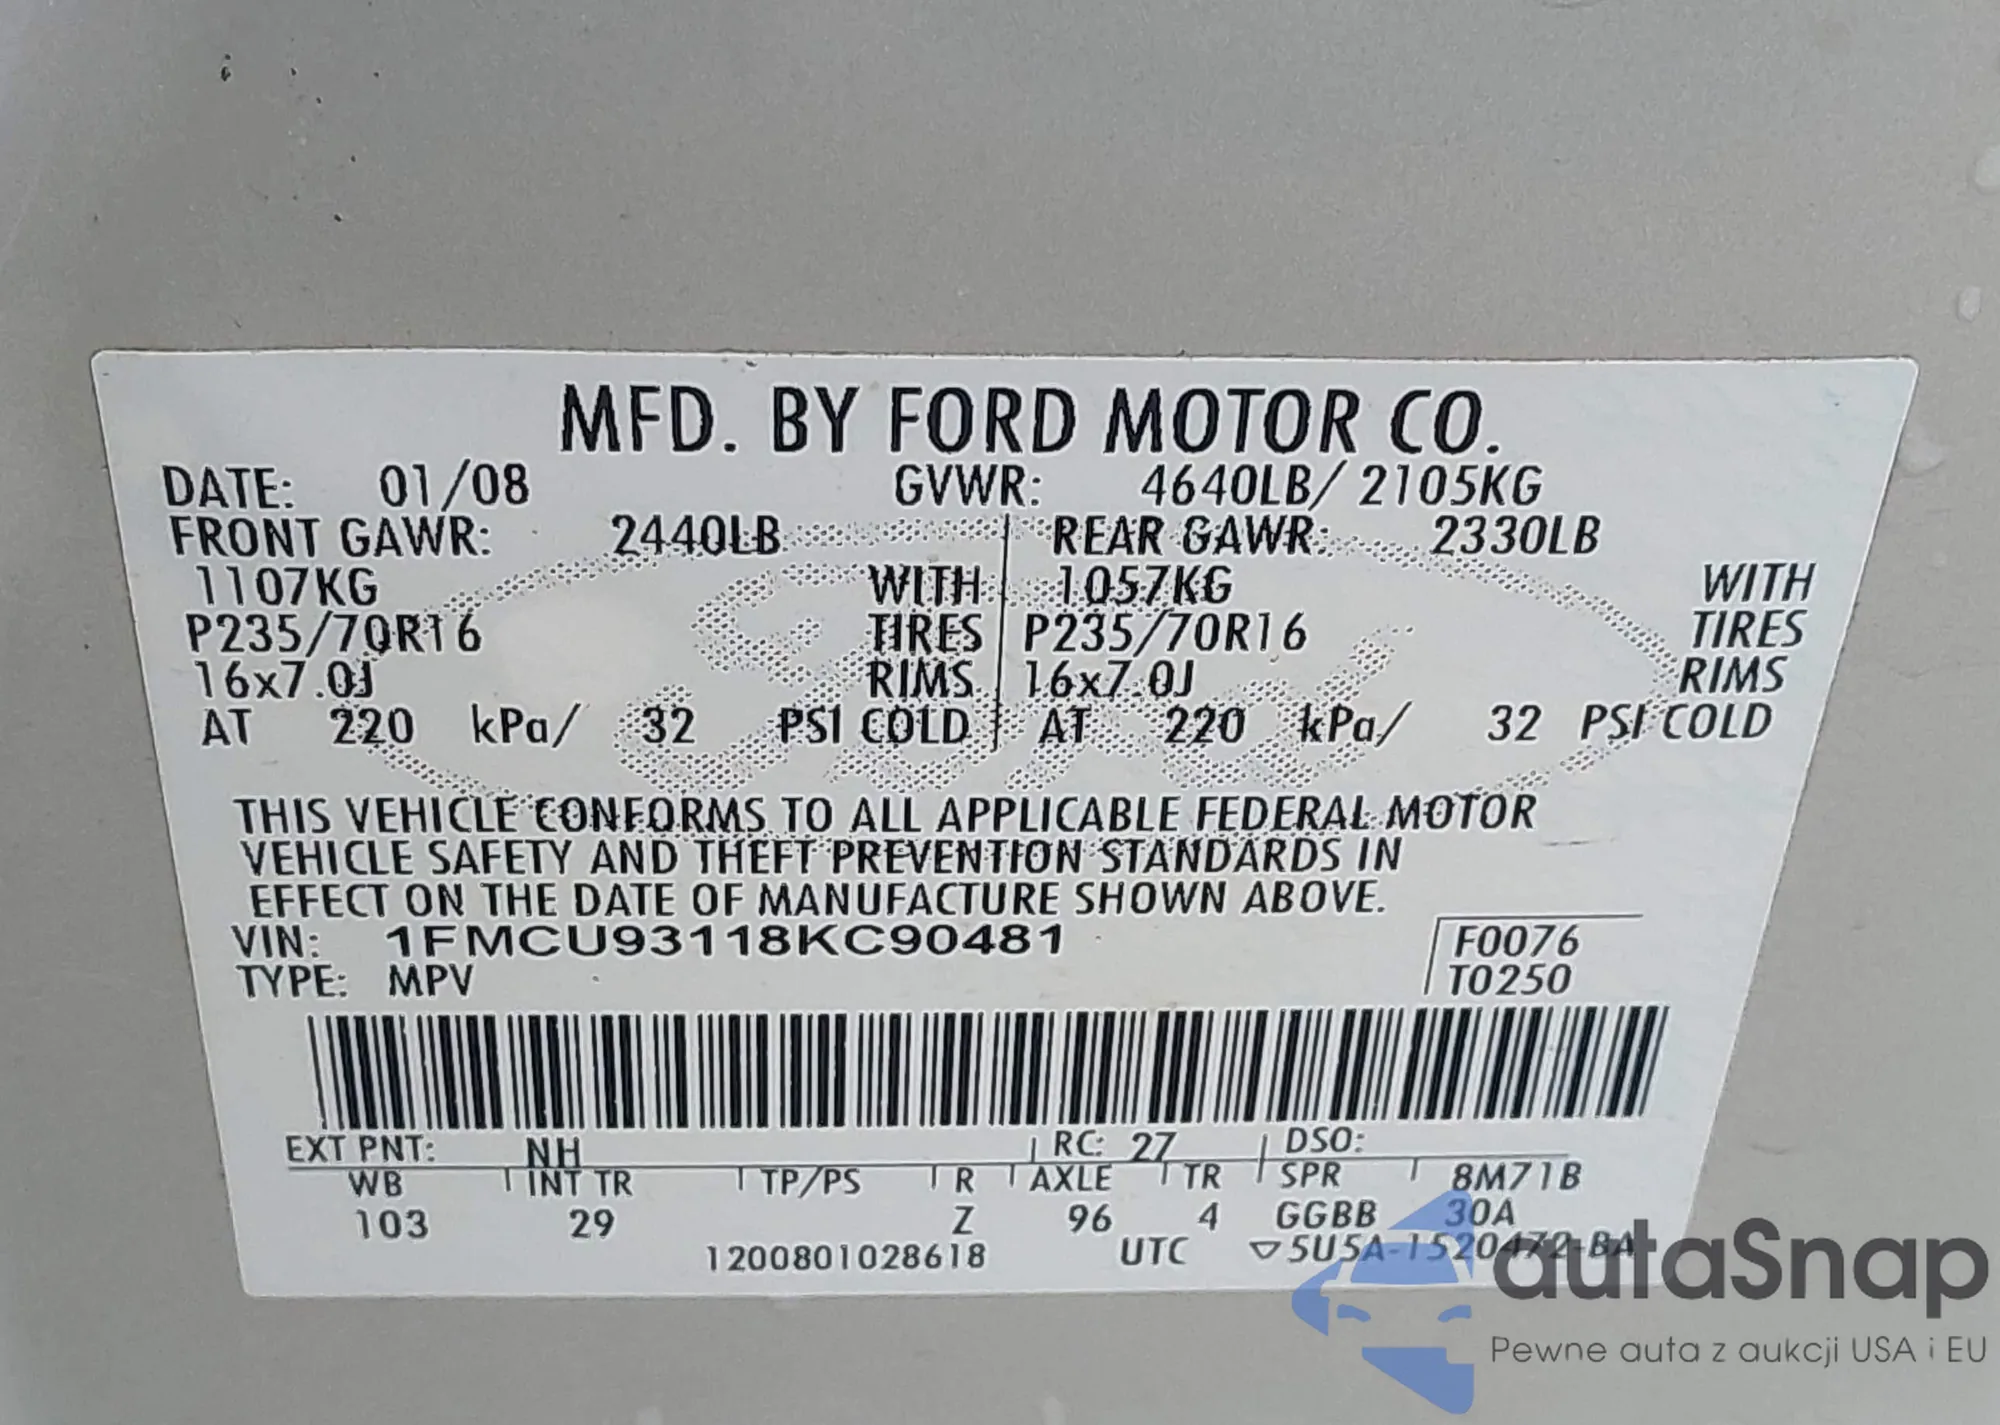 MFD. BY FORD MOTOR CO.
DATE: 01/08 GVWR: 4640LB/ 2105KG
FRONT GAWR: 2440LB REAR GAWR: 2330LB
1107KG WITH 1057KG WITH
P235/70R16 TIRES P235/70R16 TIRES
16x7.0J RIMS 16x7.0J RIMS
AT 220 kPa/ 32 PSI COLD AT 220 kPa/ 32 PSI COLD
Ford
THIS VEHICLE CONFORMS TO ALL APPLICABLE FEDERAL MOTOR
VEHICLE SAFETY AND THEFT PREVENTION STANDARDS IN
EFFECT ON THE DATE OF MANUFACTURE SHOWN ABOVE.
VIN: 1FMCU93118KC90481 F0076
TYPE: MPV T0250
EXT PNT: NH RC: 27 DSO:
WB INT TR TP/PS R AXLE TR SPR 8M71B
103 29 Z 96 4 GGBB 30A
1200801028618 UTC ▽5U5A-1520472-BA
autaSnap
Pewne auta z aukcji USA i EU